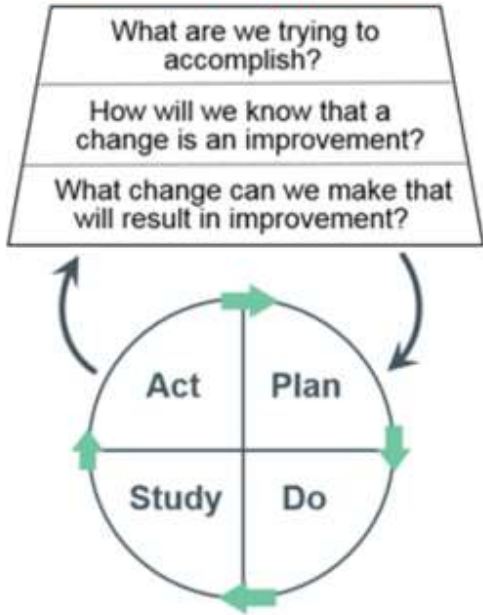 What are we trying to
accomplish?
How will we know that a
change is an improvement?
What change can we make that
will result in improvement?
Act
Plan
Study
Do